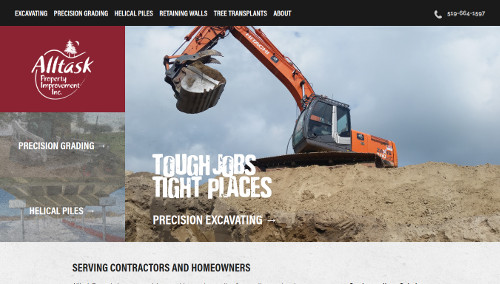 EXCAVATING PRECISION GRADING HELICAL PILES RETAINING WALLS TREE TRANSPLANTS ABOUT
519-664-1597
Alltask
Property
Improvement
Inc.
HITACHI
PRECISION GRADING →
HELICAL PILES →
TOUGH JOBS
TIGHT PLACES
PRECISION EXCAVATING →
SERVING CONTRACTORS AND HOMEOWNERS